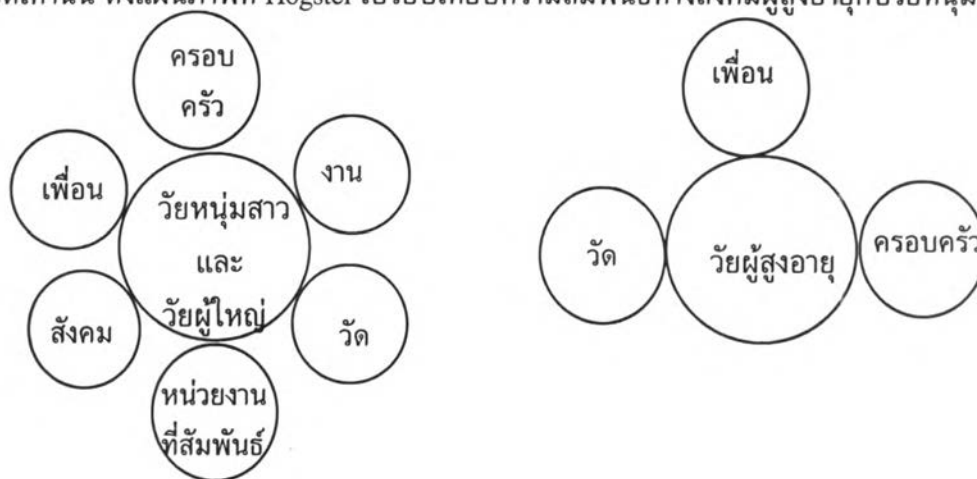 Hogster
ครอบ
ครัว
เพื่อน
งาน
วัยหนุ่มสาว
และ
วัยผู้ใหญ่
สังคม
วัด
หน่วยงาน
ที่สัมพันธ์
เพื่อน
วัด
วัยผู้สูงอายุ
ครอบครัว